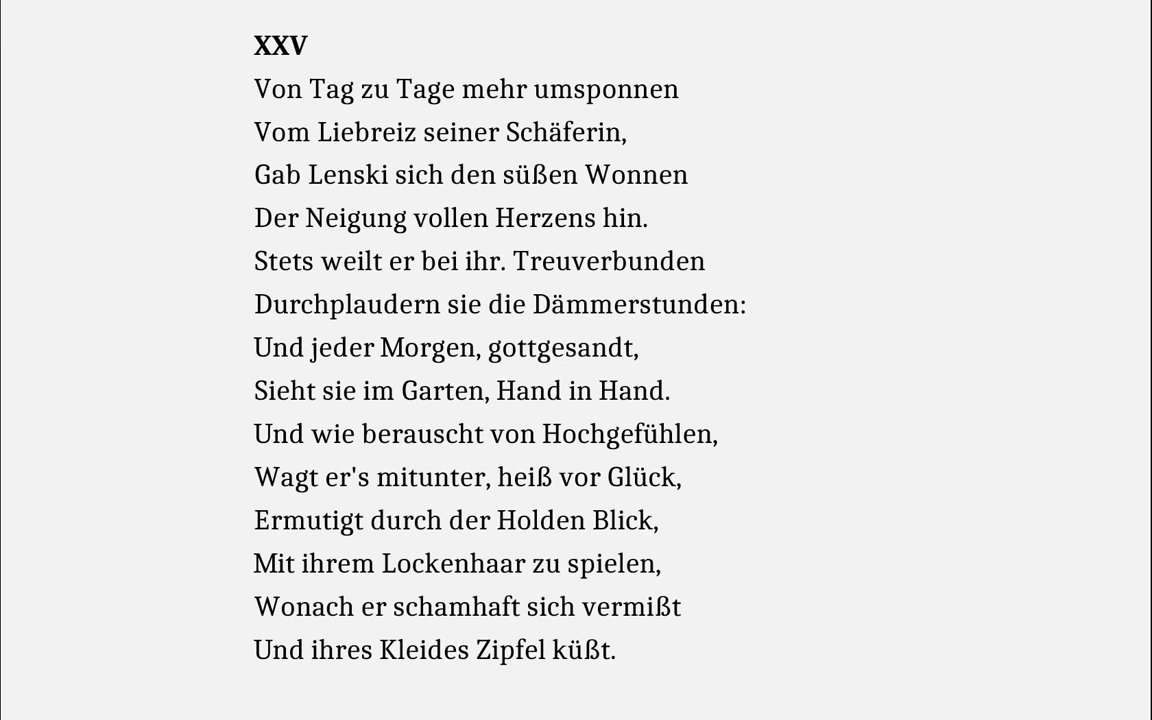 XXV
Von Tag zu Tage mehr umsponnen
Vom Liebreiz seiner Schäferin,
Gab Lenski sich den süßen Wonnen
Der Neigung vollen Herzens hin.
Stets weilt er bei ihr. Treuverbunden
Durchplaudern sie die Dämmerstunden:
Und jeder Morgen, gottgesandt,
Sieht sie im Garten, Hand in Hand.
Und wie berauscht von Hochgefühlen,
Wagt er's mitunter, heiß vor Glück,
Ermutigt durch der Holden Blick,
Mit ihrem Lockenhaar zu spielen,
Wonach er schamhaft sich vermißt
Und ihres Kleides Zipfel küßt.